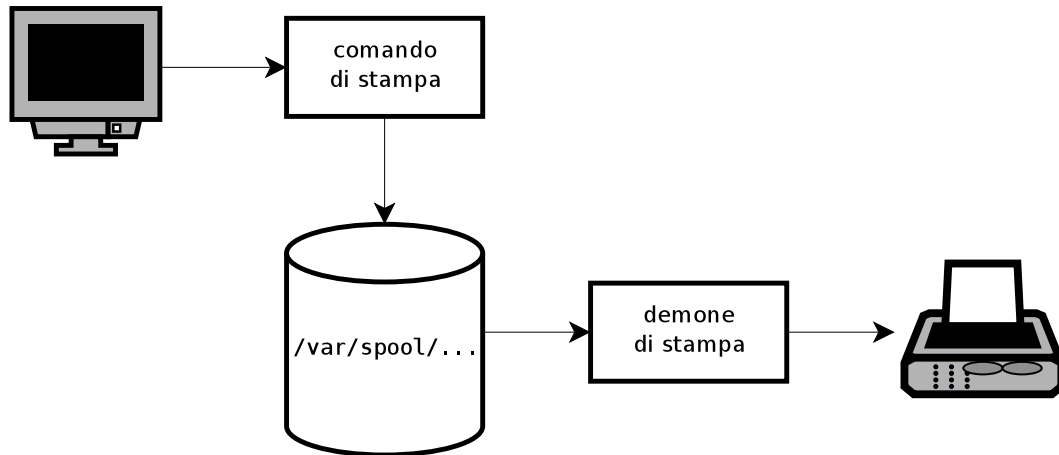 comando
di stampa
/var/spool/...
demone
di stampa